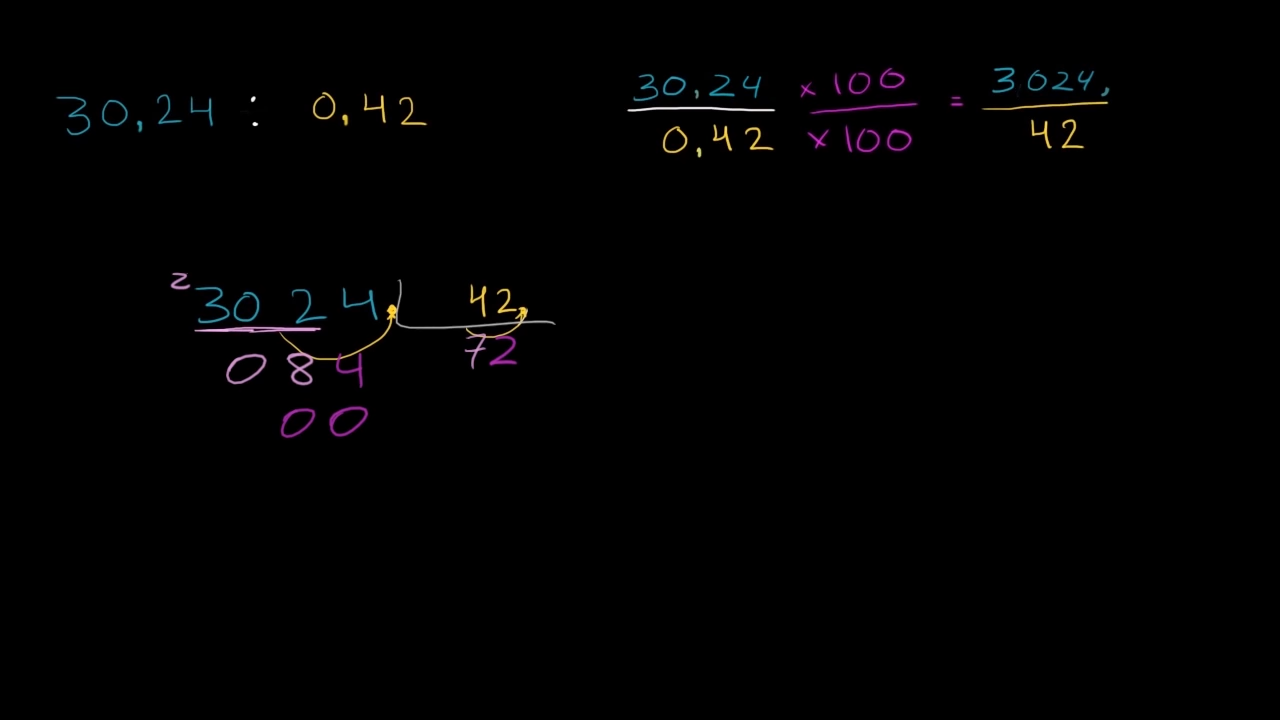 30,24 : 0,42
30,24 × 100 = 3024,
0,42 × 100 42
2
3024, 42,
084 72
00